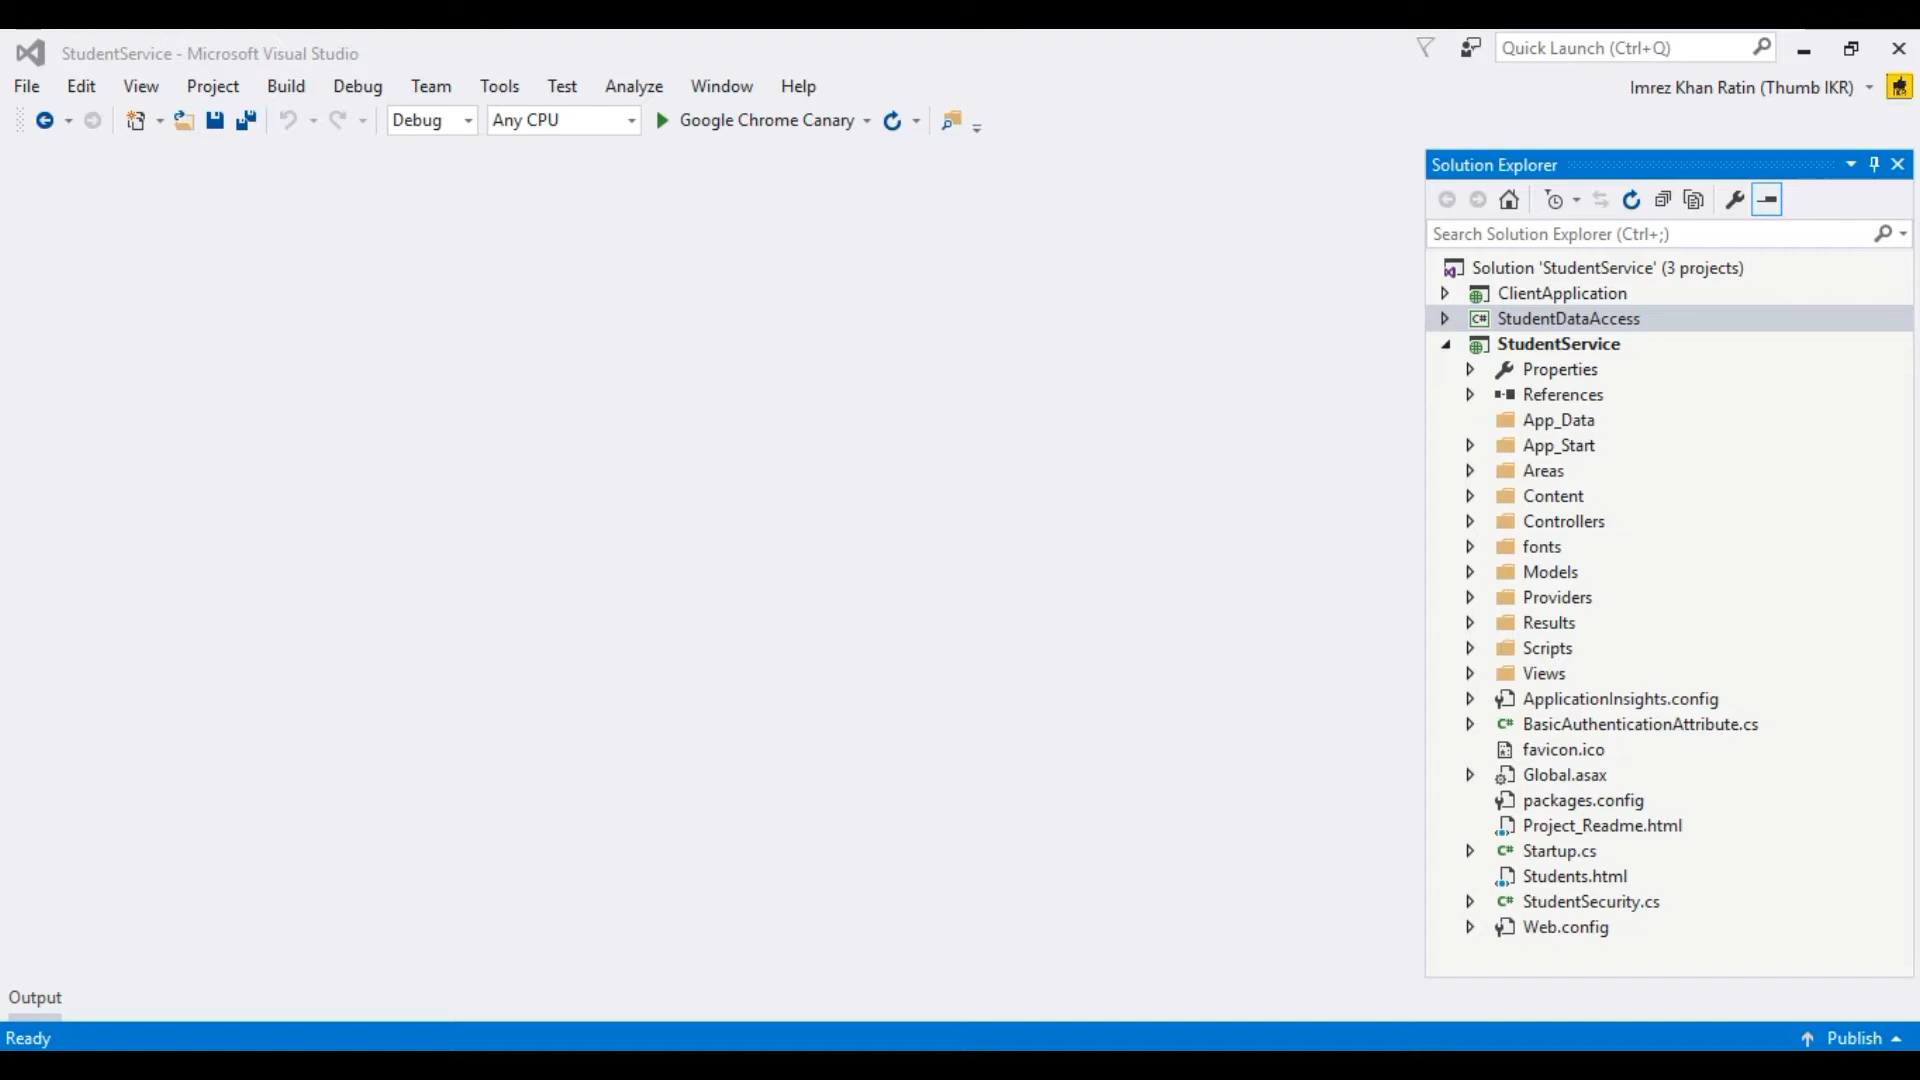 StudentService - Microsoft Visual Studio
Quick Launch (Ctrl+Q)
File Edit View Project Build Debug Team Tools Test Analyze Window Help
Imrez Khan Ratin (Thumb IKR)
Debug Any CPU Google Chrome Canary
Solution Explorer
Search Solution Explorer (Ctrl+;)
Solution 'StudentService' (3 projects)
ClientApplication
C# StudentDataAccess
StudentService
Properties
References
App_Data
App_Start
Areas
Content
Controllers
fonts
Models
Providers
Results
Scripts
Views
ApplicationInsights.config
C# BasicAuthenticationAttribute.cs
favicon.ico
Global.asax
packages.config
Project_Readme.html
C# Startup.cs
Students.html
C# StudentSecurity.cs
Web.config
Output
Ready
Publish